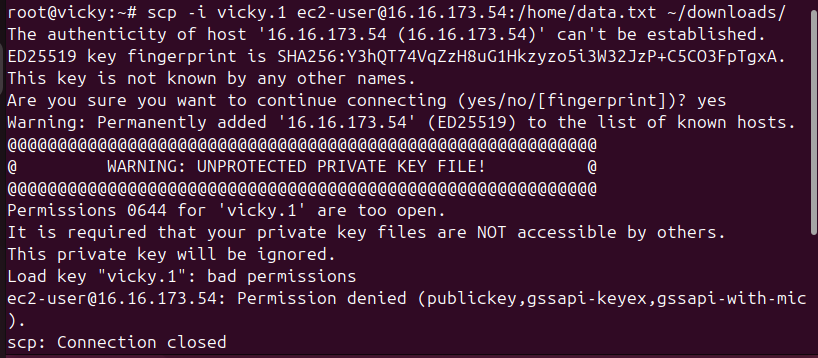 root@vicky:~# scp -i vicky.1 ec2-user@16.16.173.54:/home/data.txt ~/downloads/
The authenticity of host '16.16.173.54 (16.16.173.54)' can't be established.
ED25519 key fingerprint is SHA256:Y3hQT74VqZzH8uG1Hkzyzo5i3W32JzP+C5CO3FpTgxA.
This key is not known by any other names.
Are you sure you want to continue connecting (yes/no/[fingerprint])? yes
Warning: Permanently added '16.16.173.54' (ED25519) to the list of known hosts.
@@@@@@@@@@@@@@@@@@@@@@@@@@@@@@@@@@@@@@@@@@@@@@@@@@@@@@@@@@@
@         WARNING: UNPROTECTED PRIVATE KEY FILE!          @
@@@@@@@@@@@@@@@@@@@@@@@@@@@@@@@@@@@@@@@@@@@@@@@@@@@@@@@@@@@
Permissions 0644 for 'vicky.1' are too open.
It is required that your private key files are NOT accessible by others.
This private key will be ignored.
Load key "vicky.1": bad permissions
ec2-user@16.16.173.54: Permission denied (publickey,gssapi-keyex,gssapi-with-mic
).
scp: Connection closed